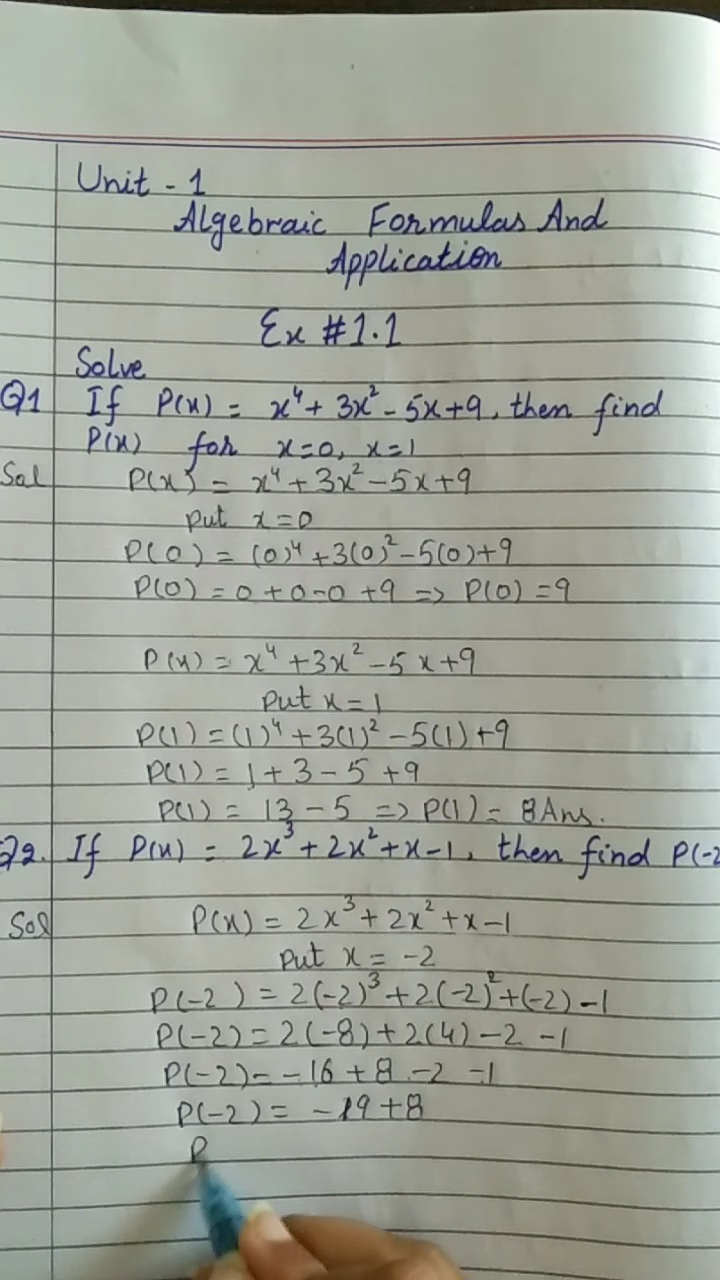 Unit - 1
Algebraic Formulas And
Application
Ex #1.1
Solve
Q1 If P(x) = x⁴ + 3x² - 5x + 9, then find
P(x) for x=0, x=1
Sol P(x) = x⁴ + 3x² - 5x + 9
Put x = 0
P(0) = (0)⁴ + 3(0)² - 5(0) + 9
P(0) = 0 + 0 - 0 + 9 => P(0) = 9
P(x) = x⁴ + 3x² - 5x + 9
Put x = 1
P(1) = (1)⁴ + 3(1)² - 5(1) + 9
P(1) = 1 + 3 - 5 + 9
P(1) = 13 - 5 => P(1) = 8 Ans.
Q2. If P(x) = 2x³ + 2x² + x - 1, then find P(-2
Sol P(x) = 2x³ + 2x² + x - 1
Put x = -2
P(-2) = 2(-2)³ + 2(-2)² + (-2) - 1
P(-2) = 2(-8) + 2(4) - 2 - 1
P(-2) = -16 + 8 - 2 - 1
P(-2) = -19 + 8
P